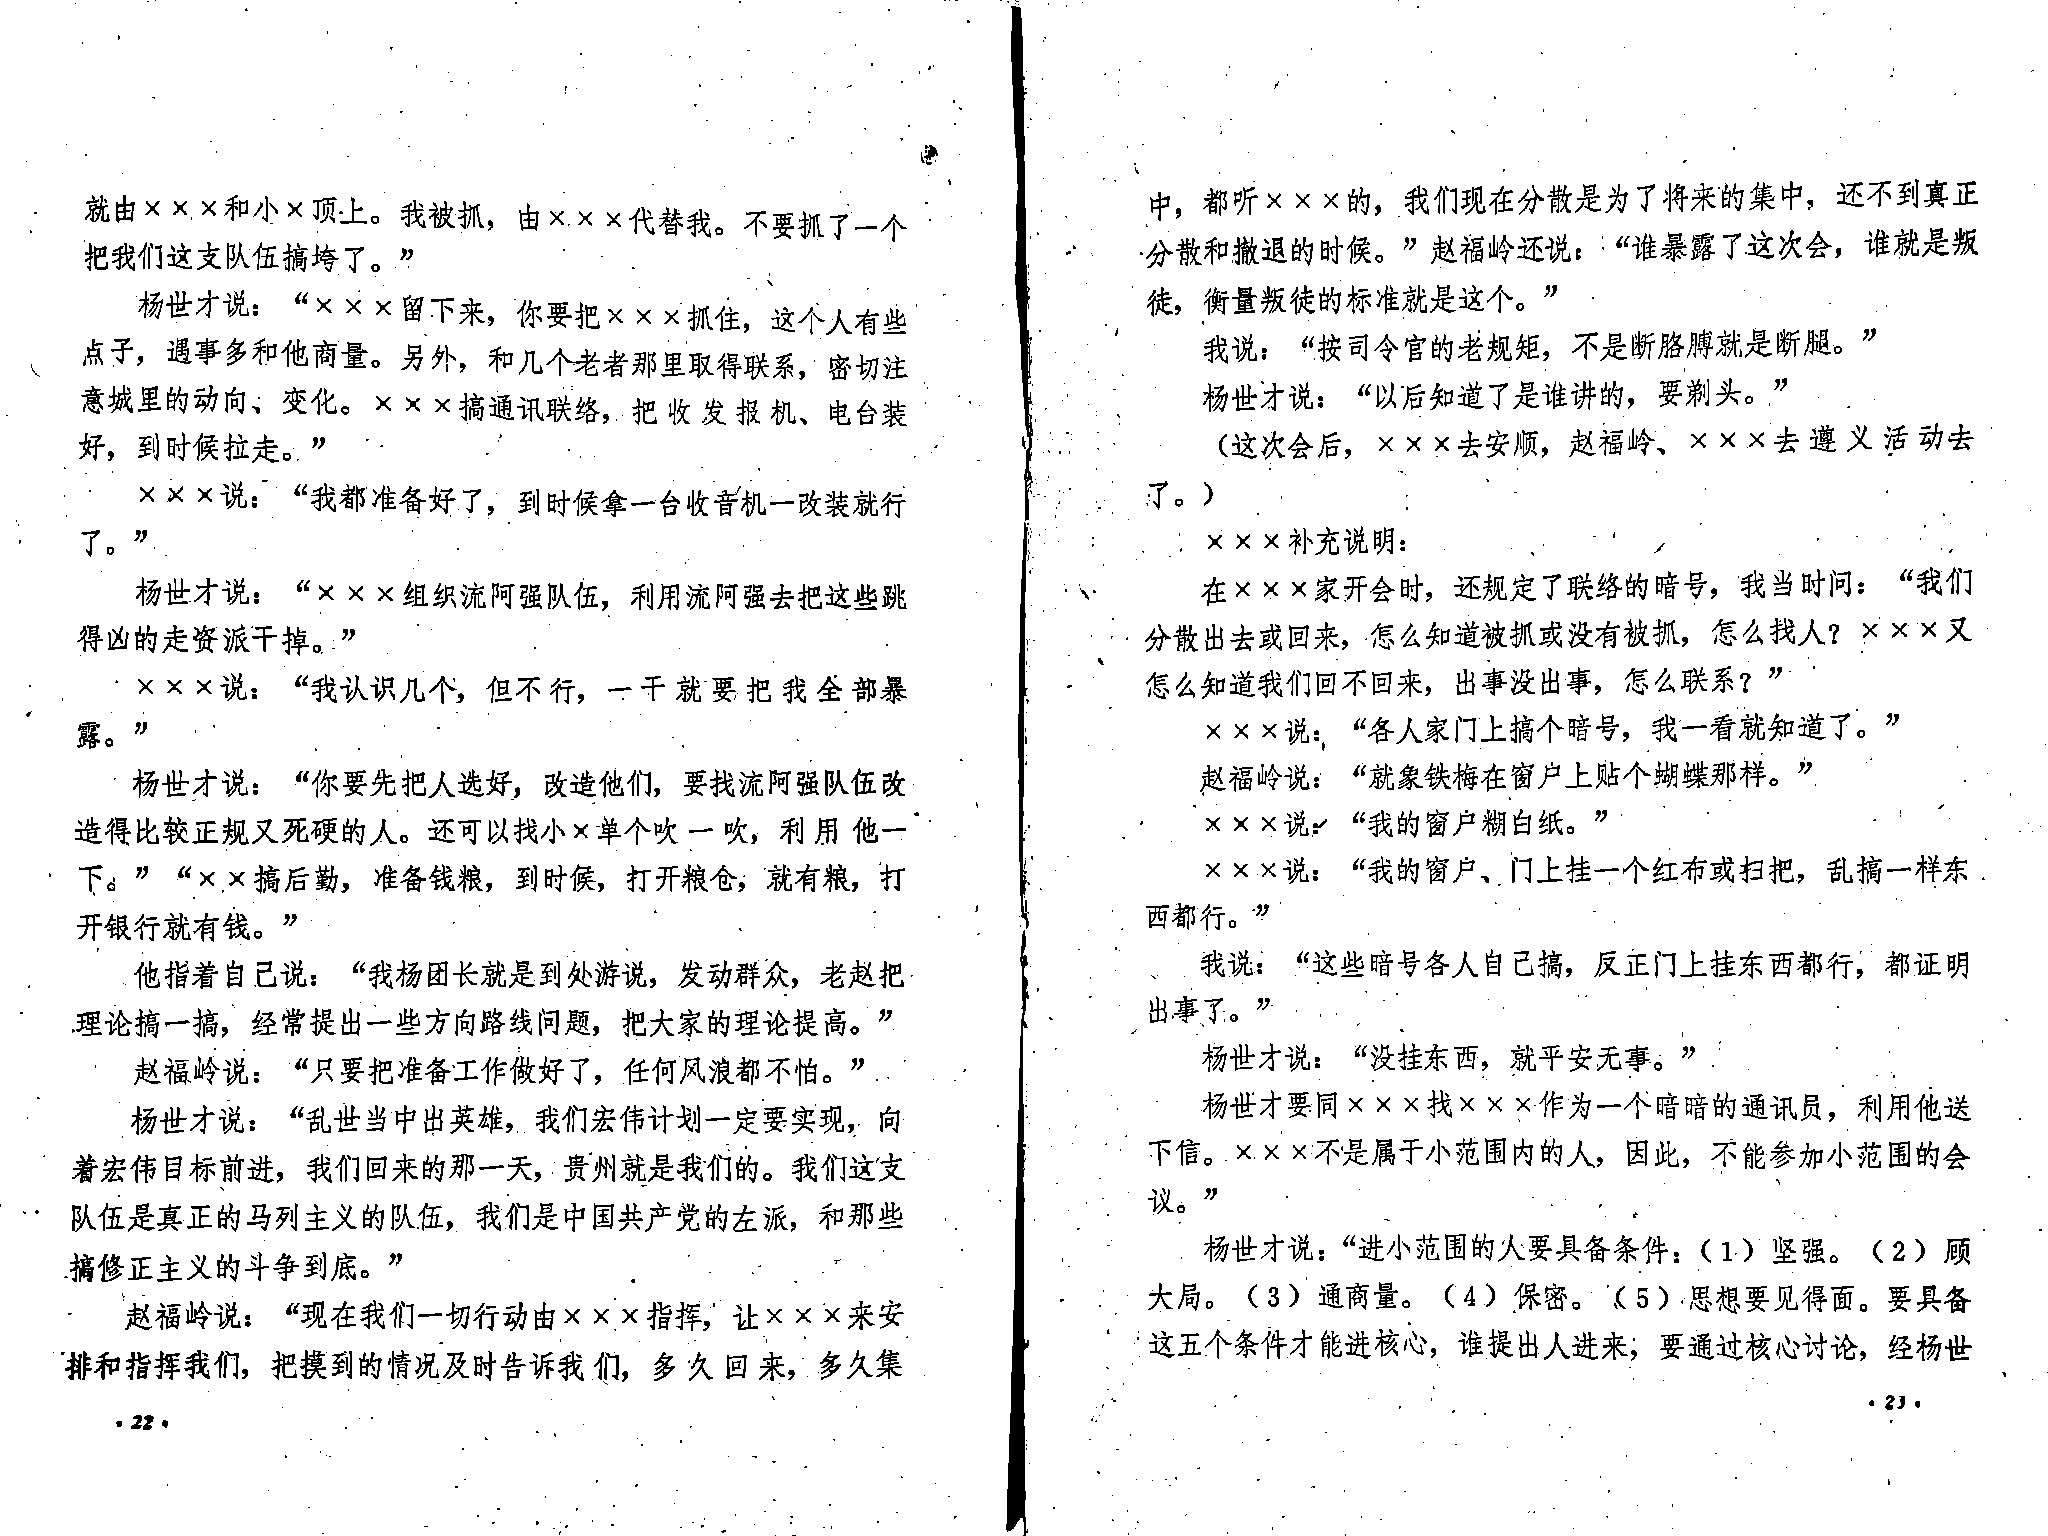 就由×××和小×顶上。我被抓，由×××代替我。不要抓了一个
把我们这支队伍搞垮了。”
杨世才说：“×××留下来，你要把×××抓住，这个人有些
点子，遇事多和他商量。另外，和几个老者那里取得联系，密切注
意城里的动向、变化。×××搞通讯联络，把收发报机、电台装
好，到时候拉走。”
×××说：“我都准备好了，到时候拿一台收音机一改装就行
了。”
杨世才说：“×××组织流阿强队伍，利用流阿强去把这些跳
得凶的走资派干掉。”
×××说：“我认识几个，但不行，一干就要把我全部暴
露。”
杨世才说：“你要先把人选好，改造他们，要找流阿强队伍改
造得比较正规又死硬的人。还可以找小×单个吹一吹，利用他一
下。”“××搞后勤，准备钱粮，到时候，打开粮仓，就有粮，打
开银行就有钱。”
他指着自己说：“我杨团长就是到处游说，发动群众，老赵把
理论搞一搞，经常提出一些方向路线问题，把大家的理论提高。”
赵福岭说：“只要把准备工作做好了，任何风浪都不怕。”
杨世才说：“乱世当中出英雄，我们宏伟计划一定要实现，向
着宏伟目标前进，我们回来的那一天，贵州就是我们的。我们这支
队伍是真正的马列主义的队伍，我们是中国共产党的左派，和那些
搞修正主义的斗争到底。”
赵福岭说：“现在我们一切行动由×××指挥，让×××来安
排和指挥我们，把摸到的情况及时告诉我们，多久回来，多久集
·22·
中，都听×××的，我们现在分散是为了将来的集中，还不到真正
分散和撤退的时候。”赵福岭还说：“谁暴露了这次会，谁就是叛
徒，衡量叛徒的标准就是这个。”
我说：“按司令官的老规矩，不是断胳膊就是断腿。”
杨世才说：“以后知道了是谁讲的，要剃头。”
（这次会后，×××去安顺，赵福岭、×××去遵义活动去
了。）
×××补充说明：
在×××家开会时，还规定了联络的暗号，我当时问：“我们
分散出去或回来，怎么知道被抓或没有被抓，怎么找人？×××又
怎么知道我们回不回来，出事没出事，怎么联系？”
×××说：“各人家门上搞个暗号，我一看就知道了。”
赵福岭说：“就象铁梅在窗户上贴个蝴蝶那样。”
×××说：“我的窗户糊白纸。”
×××说：“我的窗户、门上挂一个红布或扫把，乱搞一样东
西都行。”
我说：“这些暗号各人自己搞，反正门上挂东西都行，都证明
出事了。”
杨世才说：“没挂东西，就平安无事。”
杨世才要同×××找×××作为一个暗暗的通讯员，利用他送
下信。×××不是属于小范围内的人，因此，不能参加小范围的会
议。”
杨世才说：“进小范围的人要具备条件：（1）坚强。（2）顾
大局。（3）通商量。（4）保密。（5）思想要见得面。要具备
这五个条件才能进核心，谁提出人进来，要通过核心讨论，经杨世
·23·